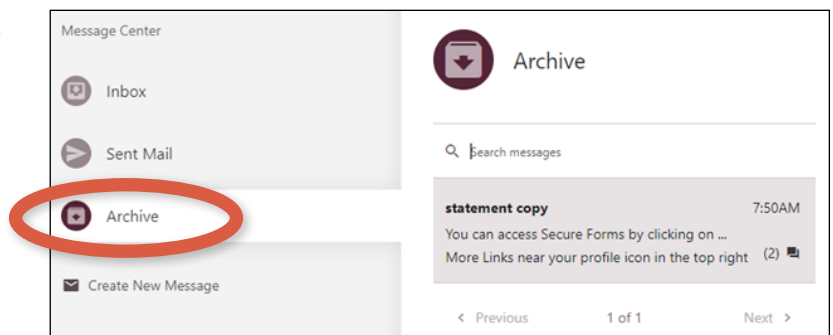 Message Center
Inbox
Sent Mail
Archive
Create New Message
Archive
Search messages
statement copy 7:50AM
You can access Secure Forms by clicking on ...
More Links near your profile icon in the top right (2)
< Previous 1 of 1 Next >